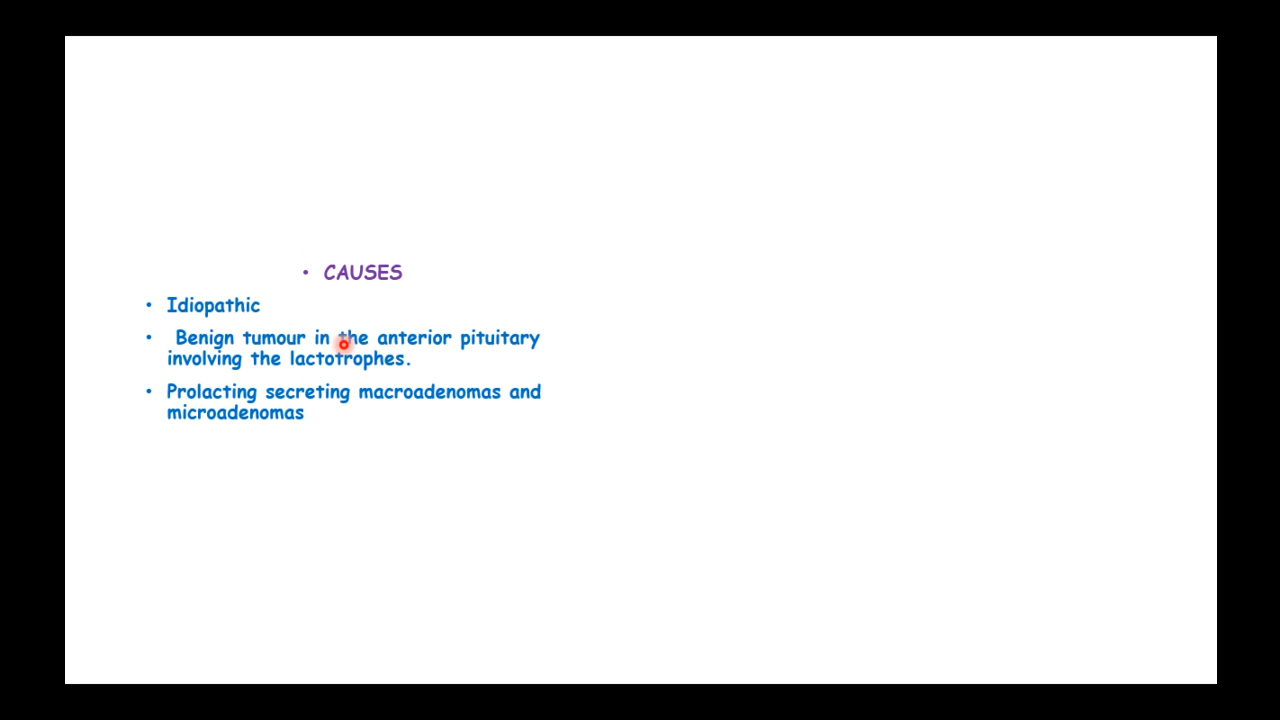 • CAUSES
• Idiopathic
• Benign tumour in the anterior pituitary
involving the lactotrophes.
• Prolacting secreting macroadenomas and
microadenomas